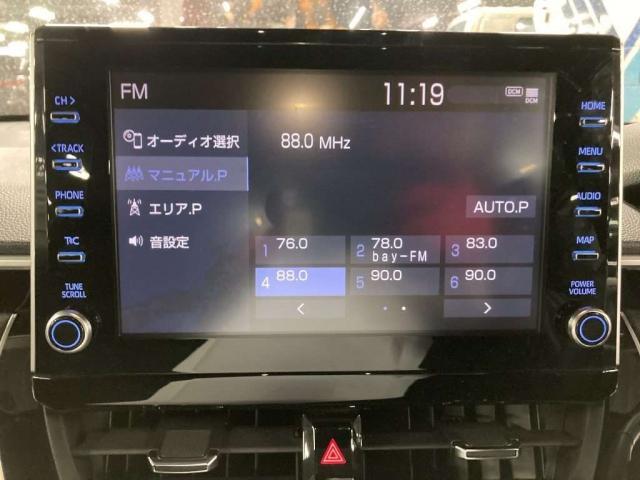 FM
11:19
DCM
DCM
CH >
< TRACK
PHONE
T&C
TUNE
SCROLL
オーディオ選択
マニュアル.P
エリア.P
音設定
88.0 MHz
AUTO.P
1 76.0
2 78.0
bay-FM
3 83.0
4 88.0
5 90.0
6 90.0
<
>
HOME
MENU
AUDIO
MAP
POWER
VOLUME